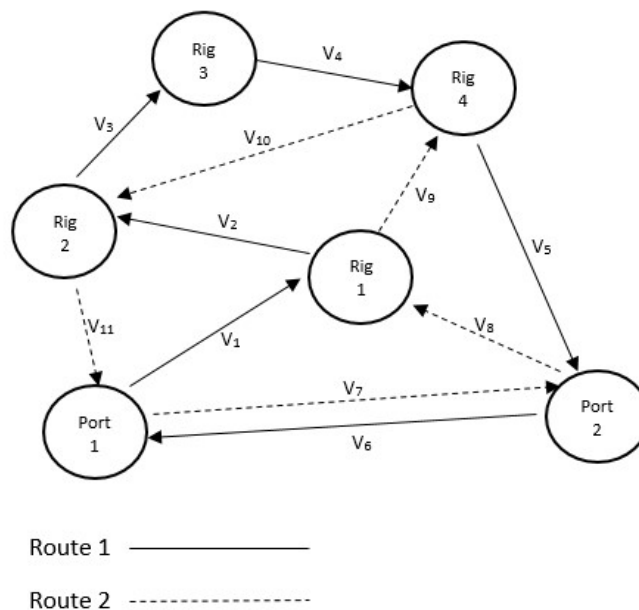 Rig
3
V₄
Rig
4
V₃
V₁₀
V₉
V₂
Rig
2
Rig
1
V₅
V₈
V₁₁
V₁
V₇
Port
1
Port
2
V₆
Route 1
Route 2